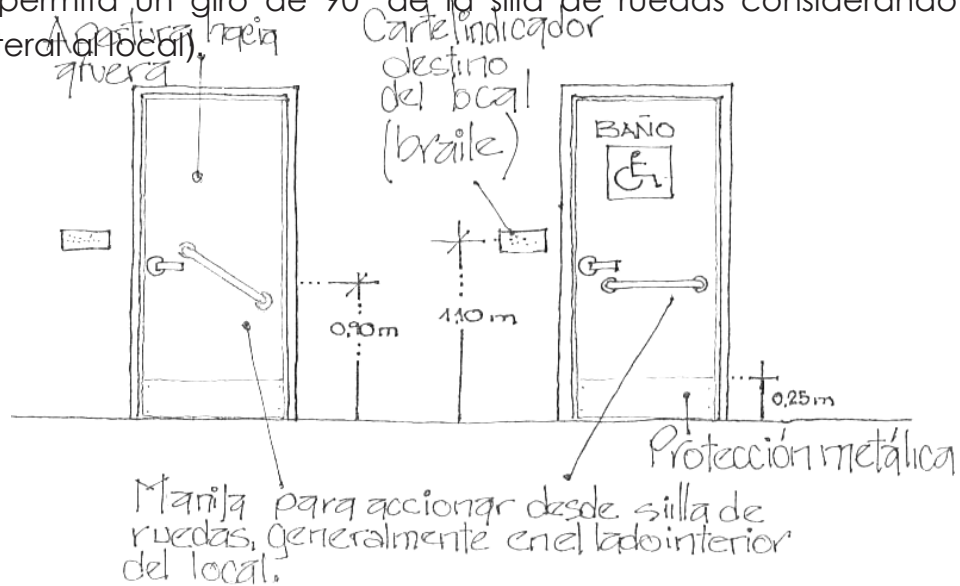 permita un giro de 90° de la silla de ruedas considerando
lateral al local).
Apertura hacia
afuera
Cartel indicador
destino
del local
(braile)
BAÑO
0,90 m
1,10 m
0,25 m
Protección metálica
Manija para accionar desde silla de
ruedas, generalmente en el lado interior
del local.